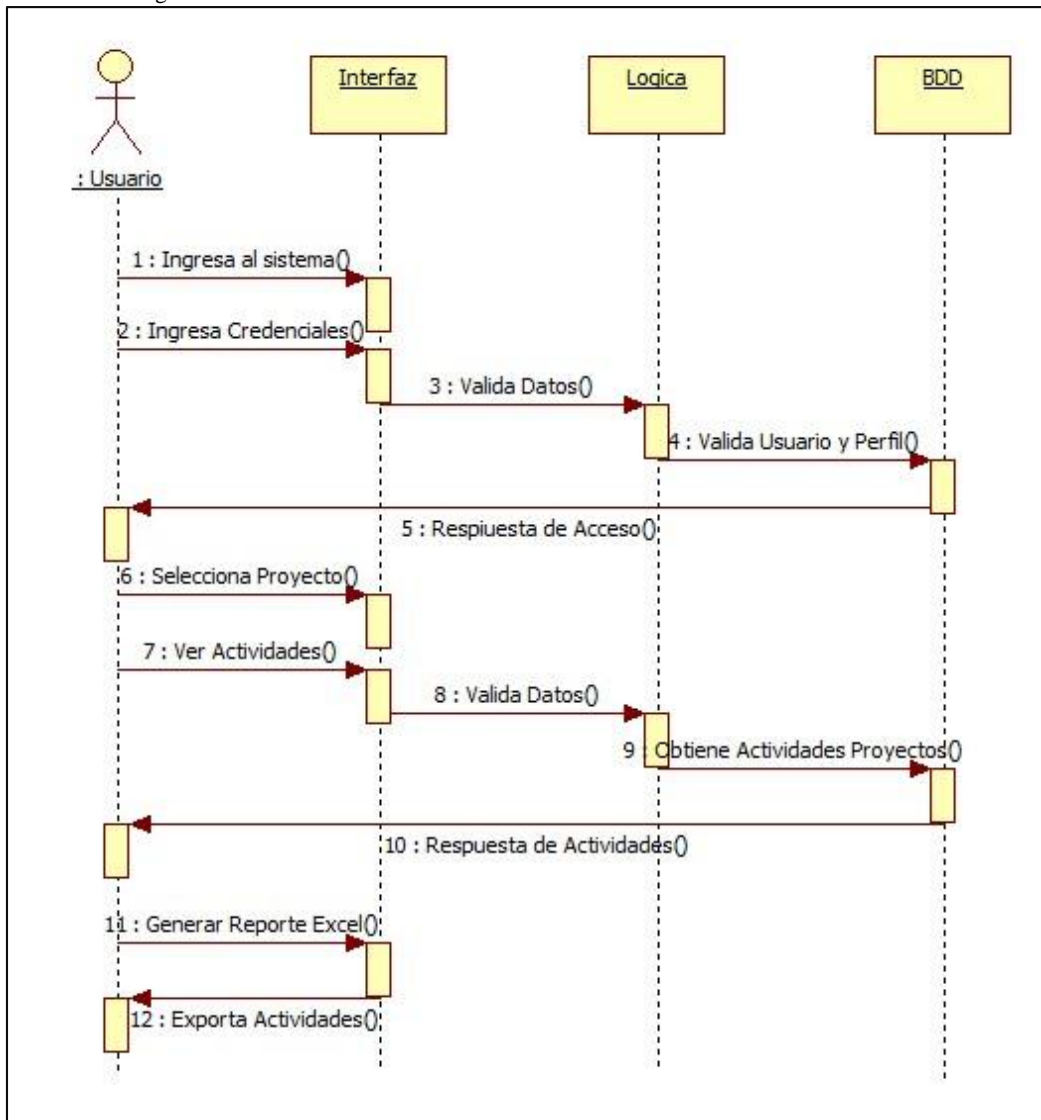 Interfaz
Logica
BDD
: Usuario
1 : Ingresa al sistema()
2 : Ingresa Credenciales()
3 : Valida Datos()
4 : Valida Usuario y Perfil()
5 : Respiuesta de Acceso()
6 : Selecciona Proyecto()
7 : Ver Actividades()
8 : Valida Datos()
9 : Obtiene Actividades Proyectos()
10 : Respuesta de Actividades()
11 : Generar Reporte Excel()
12 : Exporta Actividades()